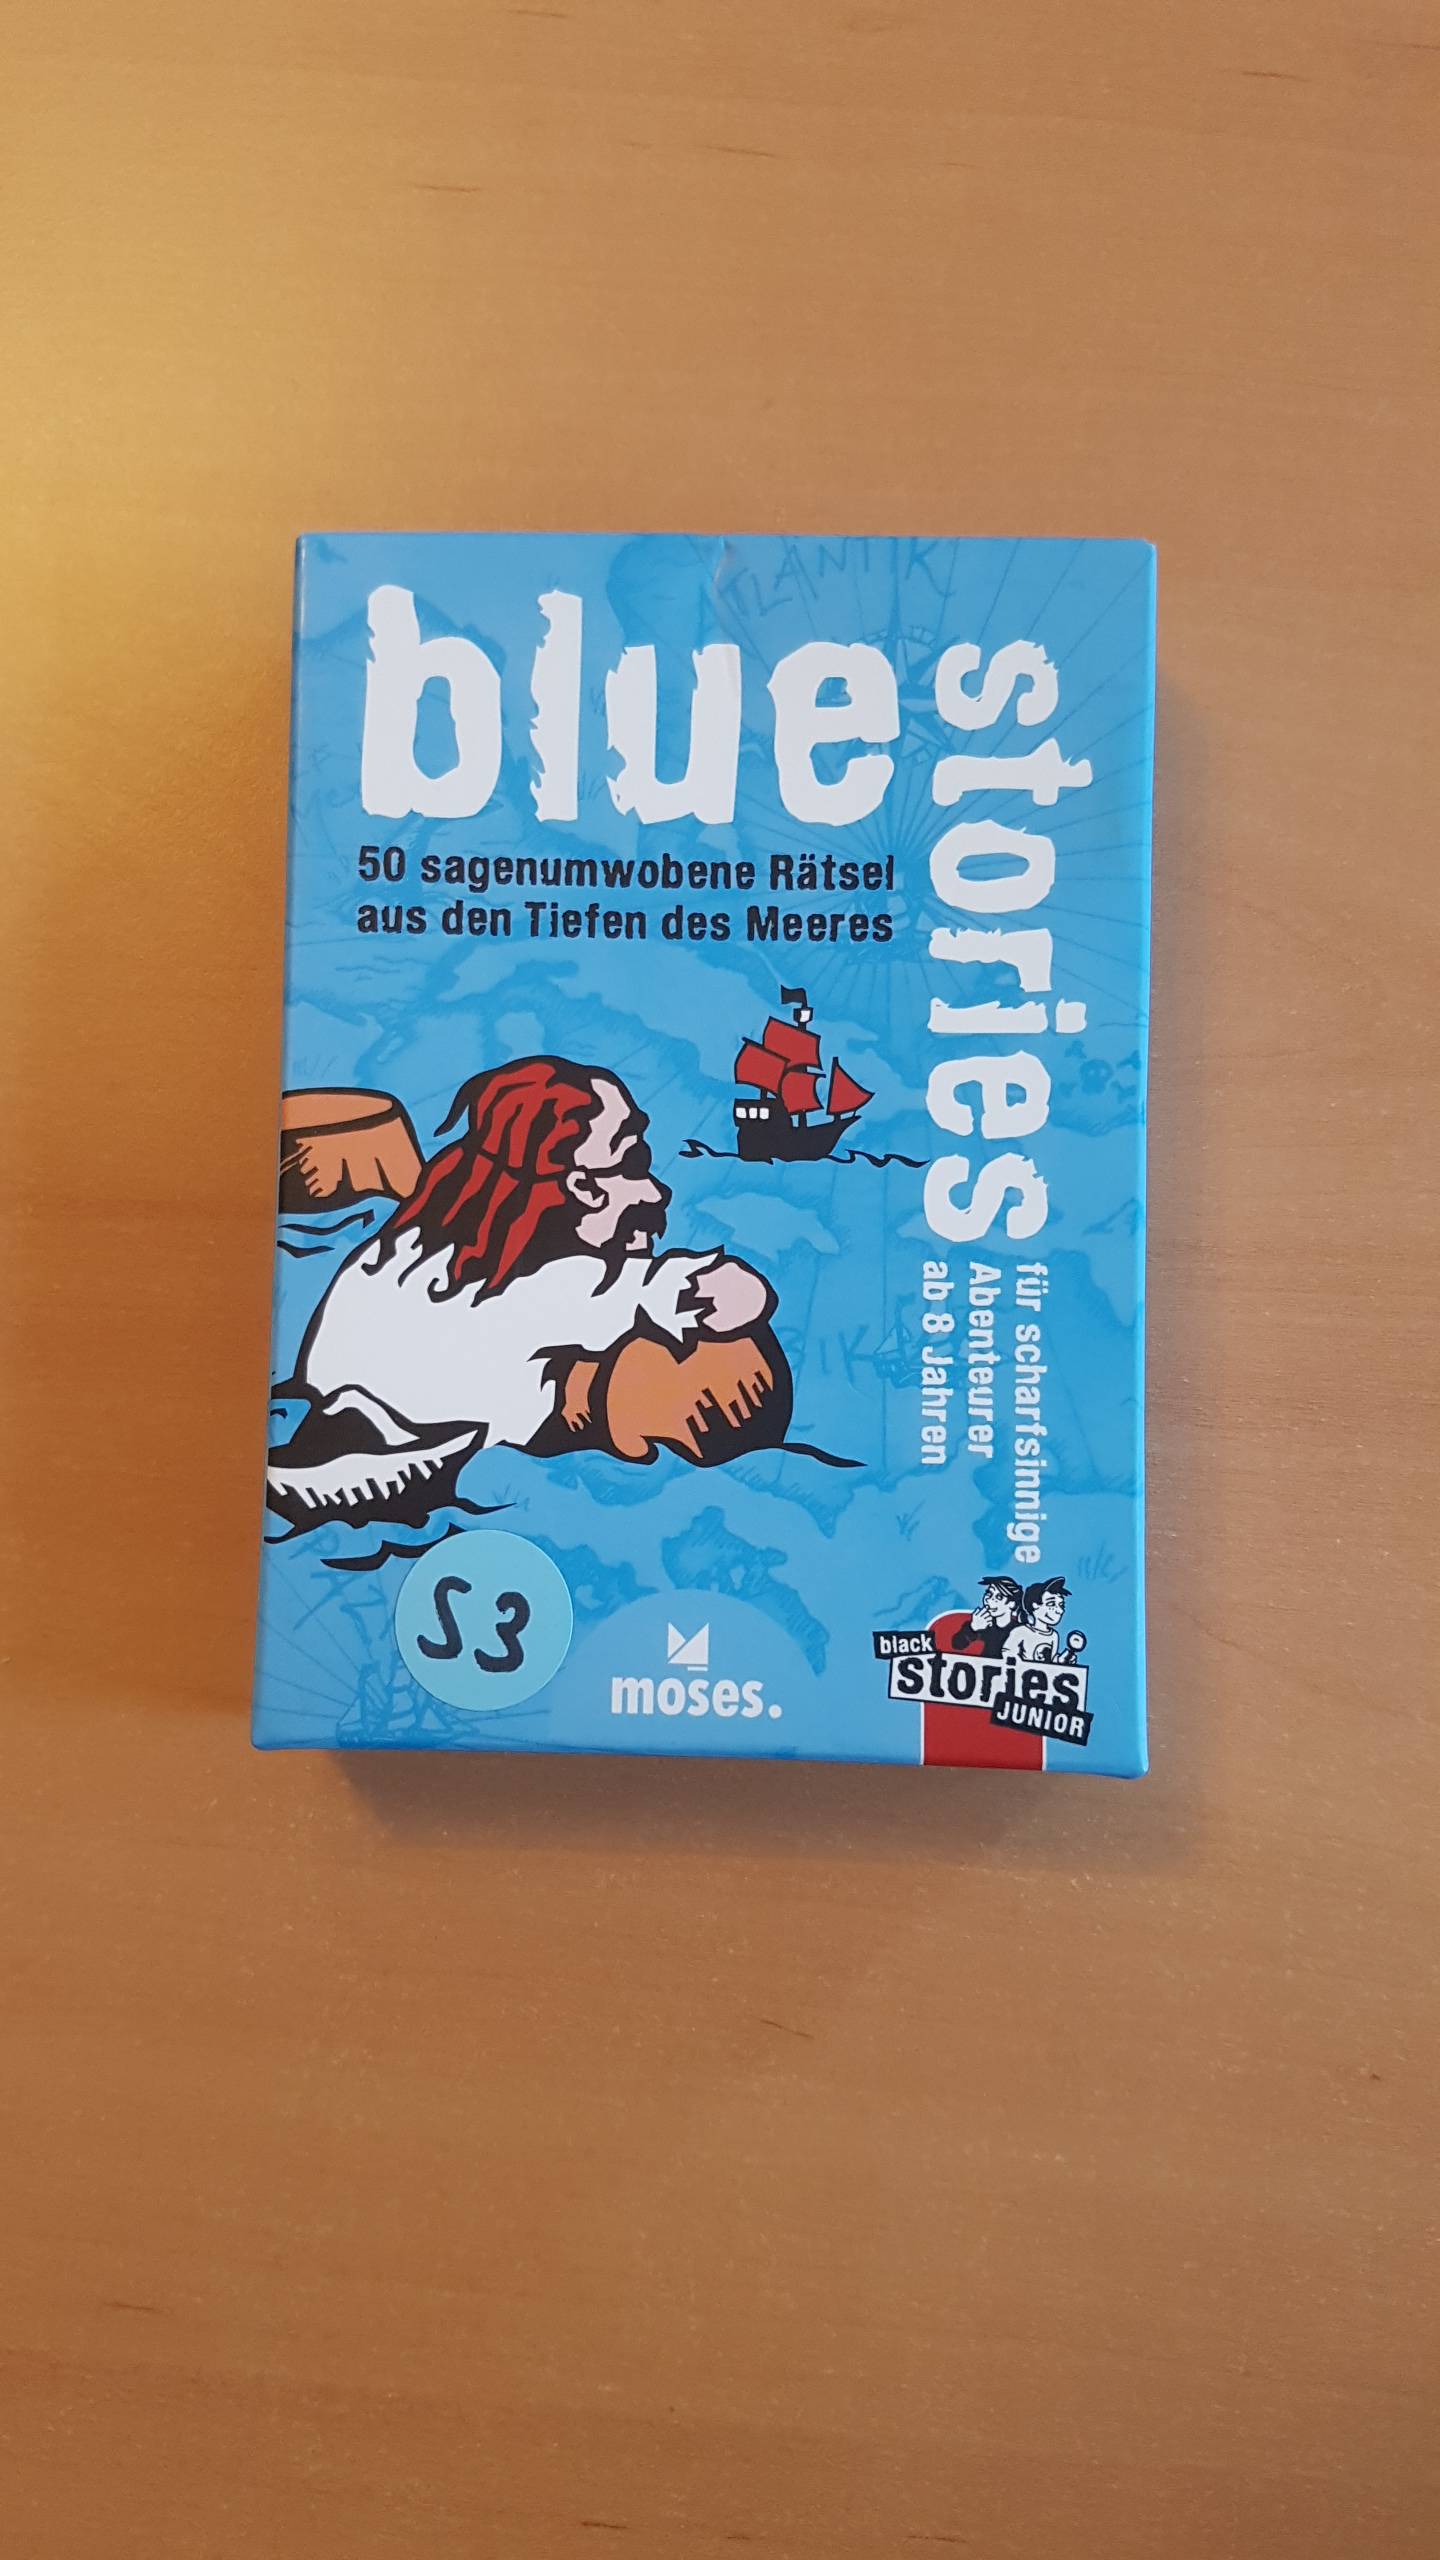 blue
stories
50 sagenumwobene Rätsel
aus den Tiefen des Meeres
für scharfsinnige
Abenteurer
ab 8 Jahren
S3
moses.
black
stories
JUNIOR